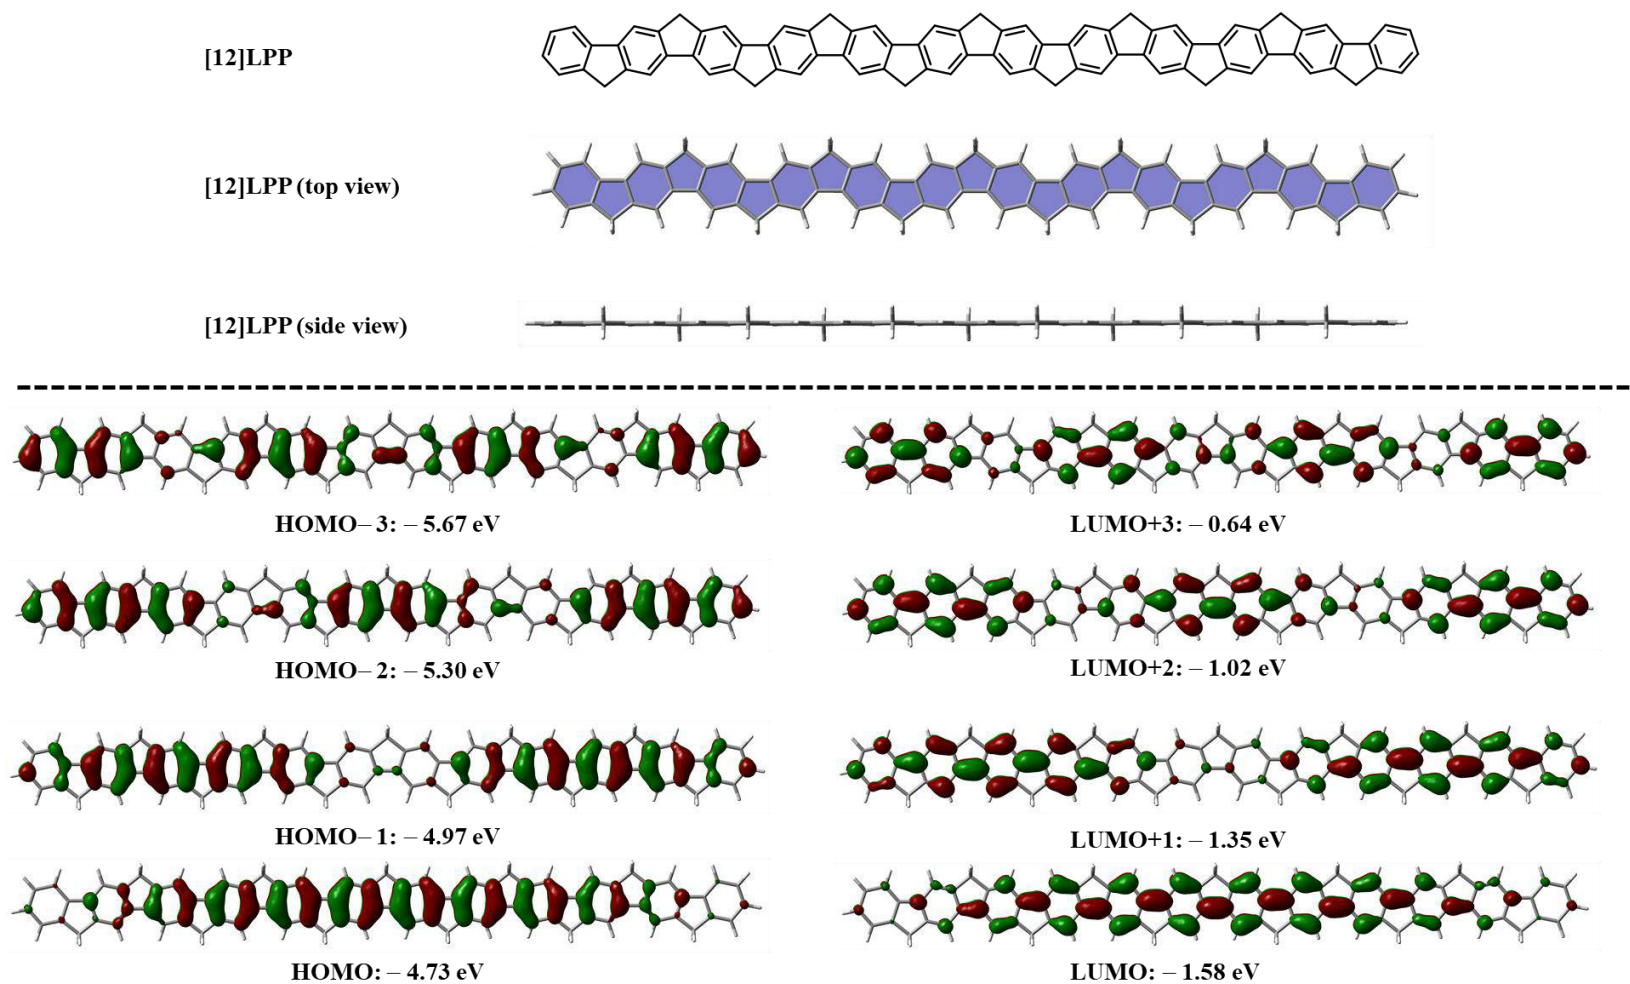 [12]LPP
[12]LPP (top view)
[12]LPP (side view)
HOMO– 3: – 5.67 eV
LUMO+3: – 0.64 eV
HOMO– 2: – 5.30 eV
LUMO+2: – 1.02 eV
HOMO– 1: – 4.97 eV
LUMO+1: – 1.35 eV
HOMO: – 4.73 eV
LUMO: – 1.58 eV